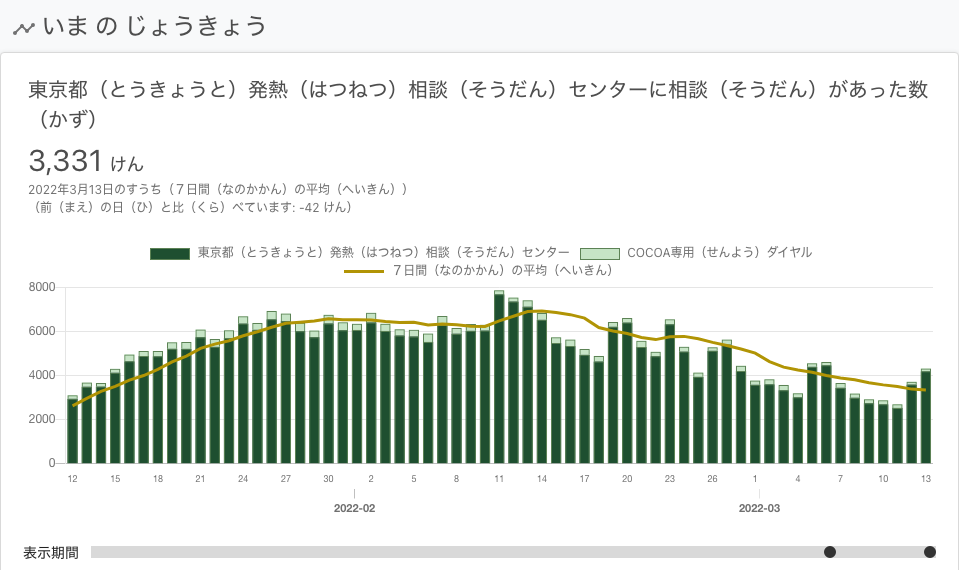 いま の じょうきょう
東京都（とうきょうと）発熱（はつねつ）相談（そうだん）センターに相談（そうだん）があった数
（かず）
3,331 けん
2022年3月13日のすうち（７日間（なのかかん）の平均（へいきん））
（前（まえ）の日（ひ）と比（くら）べています: -42 けん）
東京都（とうきょうと）発熱（はつねつ）相談（そうだん）センター COCOA専用（せんよう）ダイヤル
７日間（なのかかん）の平均（へいきん）
8000
6000
4000
2000
0
12 15 18 21 24 27 30 2 5 8 11 14 17 20 23 26 1 4 7 10 13
2022-02 2022-03
表示期間